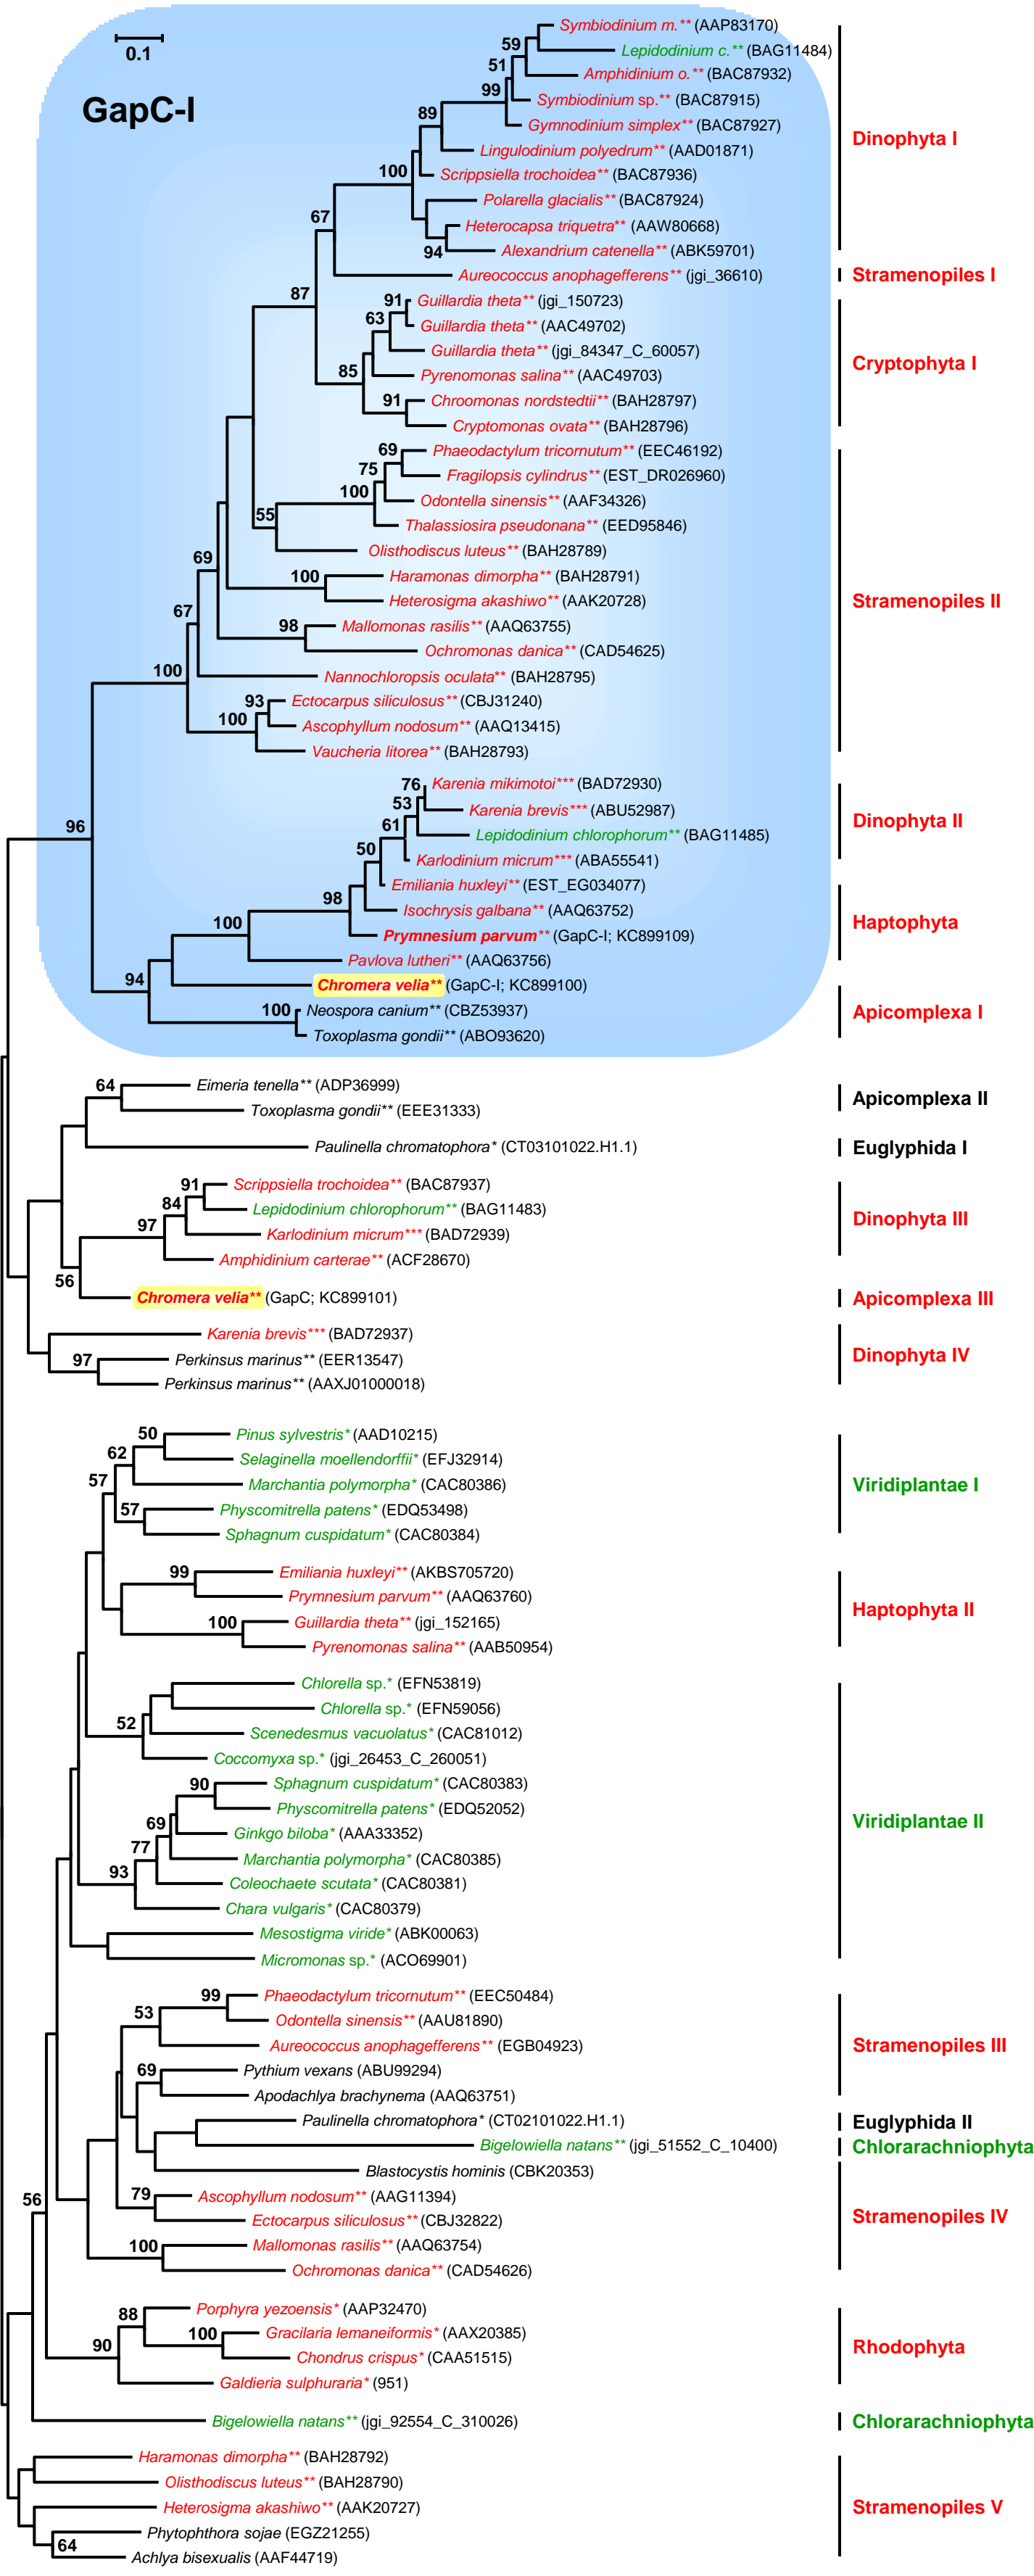 0.1
GapC-I
Symbiodinium m.** (AAP83170)
59
Lepidodinium c.** (BAG11484)
51
Amphidinium o.** (BAC87932)
99
Symbiodinium sp.** (BAC87915)
89
Gymnodinium simplex** (BAC87927)
Dinophyta I
Lingulodinium polyedrum** (AAD01871)
100
Scrippsiella trochoidea** (BAC87936)
Polarella glacialis** (BAC87924)
67
Heterocapsa triquetra** (AAW80668)
94
Alexandrium catenella** (ABK59701)
Aureococcus anophagefferens** (jgi_36610)
Stramenopiles I
87
91
Guillardia theta** (jgi_150723)
63
Guillardia theta** (AAC49702)
Guillardia theta** (jgi_84347_C_60057)
Cryptophyta I
85
Pyrenomonas salina** (AAC49703)
91
Chroomonas nordstedtii** (BAH28797)
Cryptomonas ovata** (BAH28796)
69
Phaeodactylum tricornutum** (EEC46192)
75
Fragilopsis cylindrus** (EST_DR026960)
100
Odontella sinensis** (AAF34326)
55
Thalassiosira pseudonana** (EED95846)
Olisthodiscus luteus** (BAH28789)
69
100
Haramonas dimorpha** (BAH28791)
Heterosigma akashiwo** (AAK20728)
Stramenopiles II
67
98
Mallomonas rasilis** (AAQ63755)
Ochromonas danica** (CAD54625)
100
Nannochloropsis oculata** (BAH28795)
93
Ectocarpus siliculosus** (CBJ31240)
100
Ascophyllum nodosum** (AAQ13415)
Vaucheria litorea** (BAH28793)
76
Karenia mikimotoi*** (BAD72930)
53
Karenia brevis*** (ABU52987)
Dinophyta II
61
Lepidodinium chlorophorum** (BAG11485)
96
50
Karlodinium micrum*** (ABA55541)
Emiliania huxleyi** (EST_EG034077)
98
Isochrysis galbana** (AAQ63752)
Haptophyta
100
Prymnesium parvum** (GapC-I; KC899109)
Pavlova lutheri** (AAQ63756)
94
Chromera velia** (GapC-I; KC899100)
100
Neospora canium** (CBZ53937)
Apicomplexa I
Toxoplasma gondii** (ABO93620)
64
Eimeria tenella** (ADP36999)
Apicomplexa II
Toxoplasma gondii** (EEE31333)
Paulinella chromatophora* (CT03101022.H1.1)
Euglyphida I
91
Scrippsiella trochoidea** (BAC87937)
84
Lepidodinium chlorophorum** (BAG11483)
Dinophyta III
97
Karlodinium micrum*** (BAD72939)
Amphidinium carterae** (ACF28670)
56
Chromera velia** (GapC; KC899101)
Apicomplexa III
Karenia brevis*** (BAD72937)
97
Perkinsus marinus** (EER13547)
Dinophyta IV
Perkinsus marinus** (AAXJ01000018)
50
Pinus sylvestris* (AAD10215)
62
Selaginella moellendorffii* (EFJ32914)
57
Marchantia polymorpha* (CAC80386)
Viridiplantae I
57
Physcomitrella patens* (EDQ53498)
Sphagnum cuspidatum* (CAC80384)
99
Emiliania huxleyi** (AKBS705720)
Prymnesium parvum** (AAQ63760)
Haptophyta II
100
Guillardia theta** (jgi_152165)
Pyrenomonas salina** (AAB50954)
Chlorella sp.* (EFN53819)
Chlorella sp.* (EFN59056)
52
Scenedesmus vacuolatus* (CAC81012)
Coccomyxa sp.* (jgi_26453_C_260051)
90
Sphagnum cuspidatum* (CAC80383)
Physcomitrella patens* (EDQ52052)
Viridiplantae II
69
Ginkgo biloba* (AAA33352)
77
Marchantia polymorpha* (CAC80385)
93
Coleochaete scutata* (CAC80381)
Chara vulgaris* (CAC80379)
Mesostigma viride* (ABK00063)
Micromonas sp.* (ACO69901)
99
Phaeodactylum tricornutum** (EEC50484)
53
Odontella sinensis** (AAU81890)
Aureococcus anophagefferens** (EGB04923)
Stramenopiles III
69
Pythium vexans (ABU99294)
Apodachlya brachynema (AAQ63751)
Paulinella chromatophora* (CT02101022.H1.1)
Euglyphida II
Bigelowiella natans** (jgi_51552_C_10400)
Chlorarachniophyta
Blastocystis hominis (CBK20353)
79
Ascophyllum nodosum** (AAG11394)
56
Ectocarpus siliculosus** (CBJ32822)
Stramenopiles IV
100
Mallomonas rasilis** (AAQ63754)
Ochromonas danica** (CAD54626)
88
Porphyra yezoensis* (AAP32470)
100
Gracilaria lemaneiformis* (AAX20385)
90
Chondrus crispus* (CAA51515)
Rhodophyta
Galdieria sulphuraria* (951)
Bigelowiella natans** (jgi_92554_C_310026)
Chlorarachniophyta
Haramonas dimorpha** (BAH28792)
Olisthodiscus luteus** (BAH28790)
Heterosigma akashiwo** (AAK20727)
Stramenopiles V
Phytophthora sojae (EGZ21255)
64
Achlya bisexualis (AAF44719)